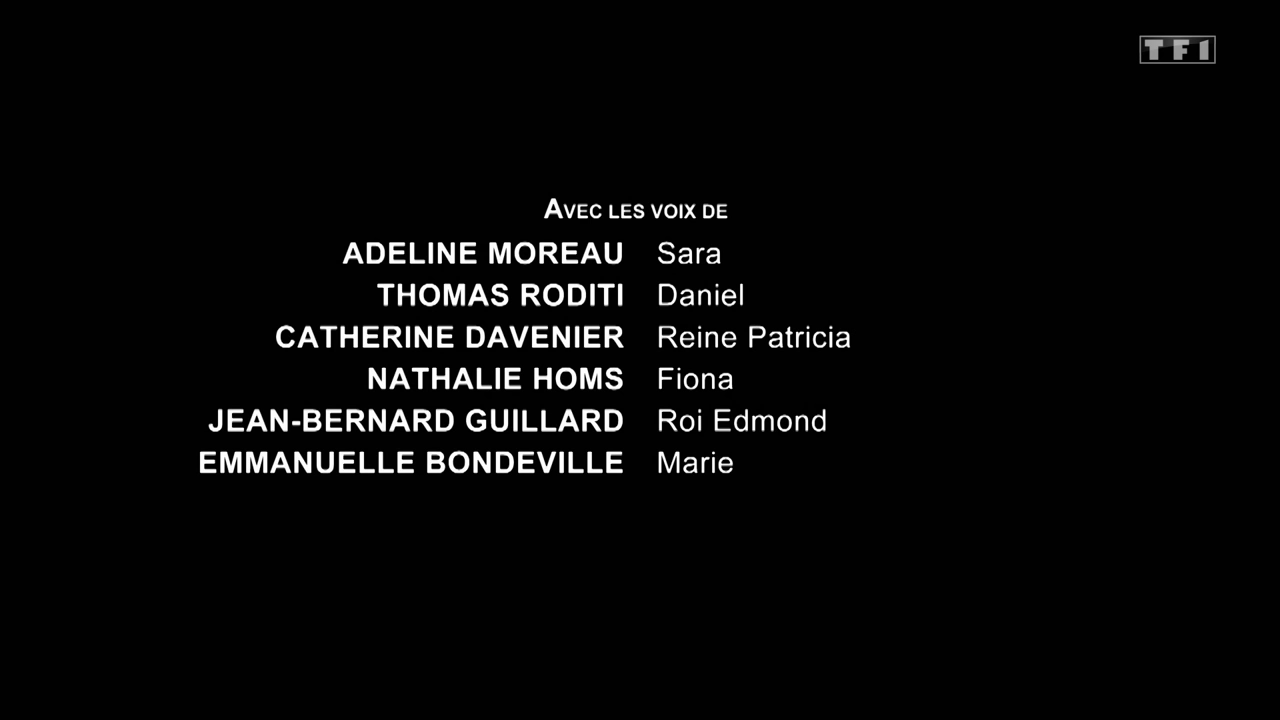 TF1
AVEC LES VOIX DE
ADELINE MOREAU Sara
THOMAS RODITI Daniel
CATHERINE DAVENIER Reine Patricia
NATHALIE HOMS Fiona
JEAN-BERNARD GUILLARD Roi Edmond
EMMANUELLE BONDEVILLE Marie